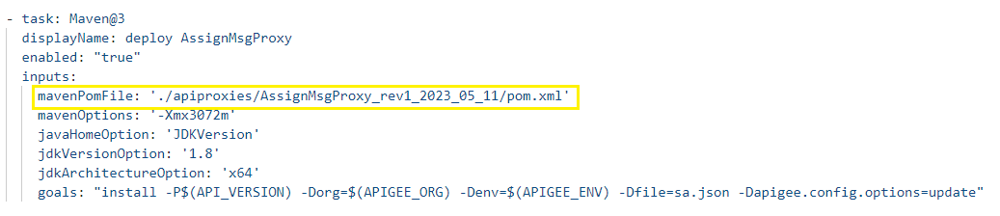 - task: Maven@3
displayName: deploy AssignMsgProxy
enabled: "true"
inputs:
mavenPomFile: './apiproxies/AssignMsgProxy_rev1_2023_05_11/pom.xml'
mavenOptions: '-Xmx3072m'
javaHomeOption: 'JDKVersion'
jdkVersionOption: '1.8'
jdkArchitectureOption: 'x64'
goals: "install -P$(API_VERSION) -Dorg=$(APIGEE_ORG) -Denv=$(APIGEE_ENV) -Dfile=sa.json -Dapigee.config.options=update"